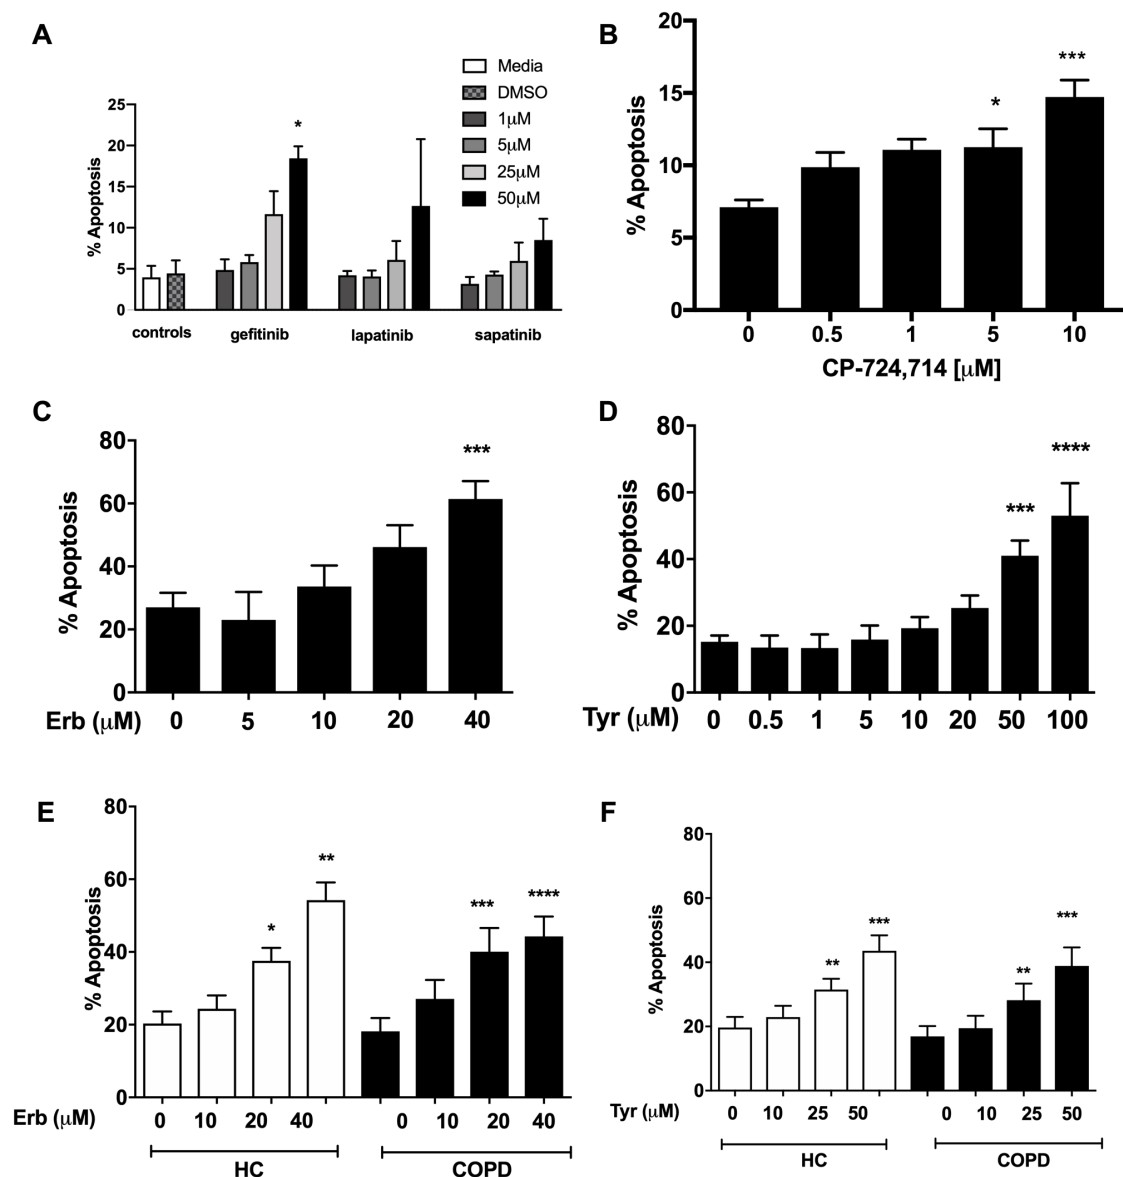 A
Media
DMSO
1μM
5μM
25μM
50μM
% Apoptosis
25
20
15
10
5
0
*
controls
gefitinib
lapatinib
sapatinib
B
% Apoptosis
20
15
10
5
0
*
***
0 0.5 1 5 10
CP-724,714 [μM]
C
% Apoptosis
80
60
40
20
0
***
Erb (μM) 0 5 10 20 40
D
% Apoptosis
80
60
40
20
0
***
****
Tyr (μM) 0 0.5 1 5 10 20 50 100
E
% Apoptosis
80
60
40
20
0
*
**
***
****
Erb (μM) 0 10 20 40 0 10 20 40
HC COPD
F
% Apoptosis
80
60
40
20
0
**
***
**
***
Tyr (μM) 0 10 25 50 0 10 25 50
HC COPD